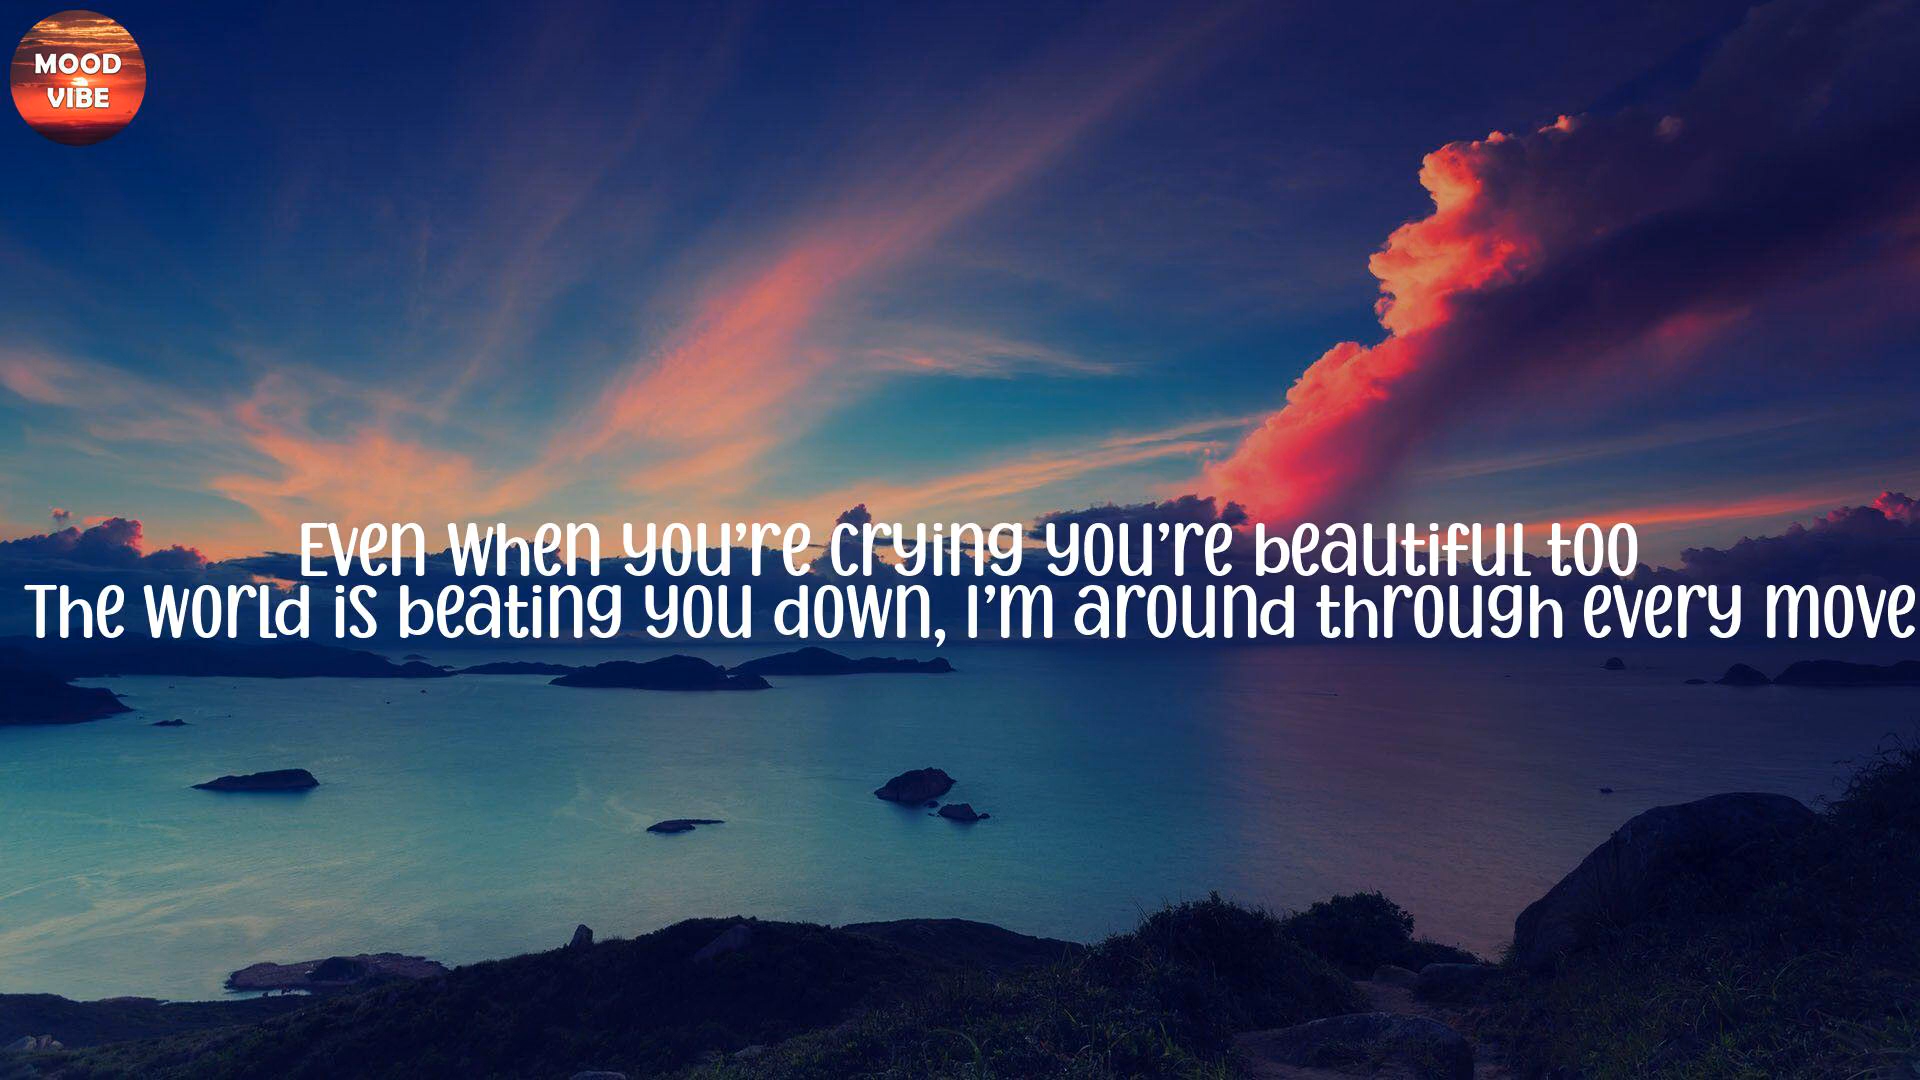 MOOD
VIBE
Even when you're crying you're beautiful too
The world is beating you down, I'm around through every move